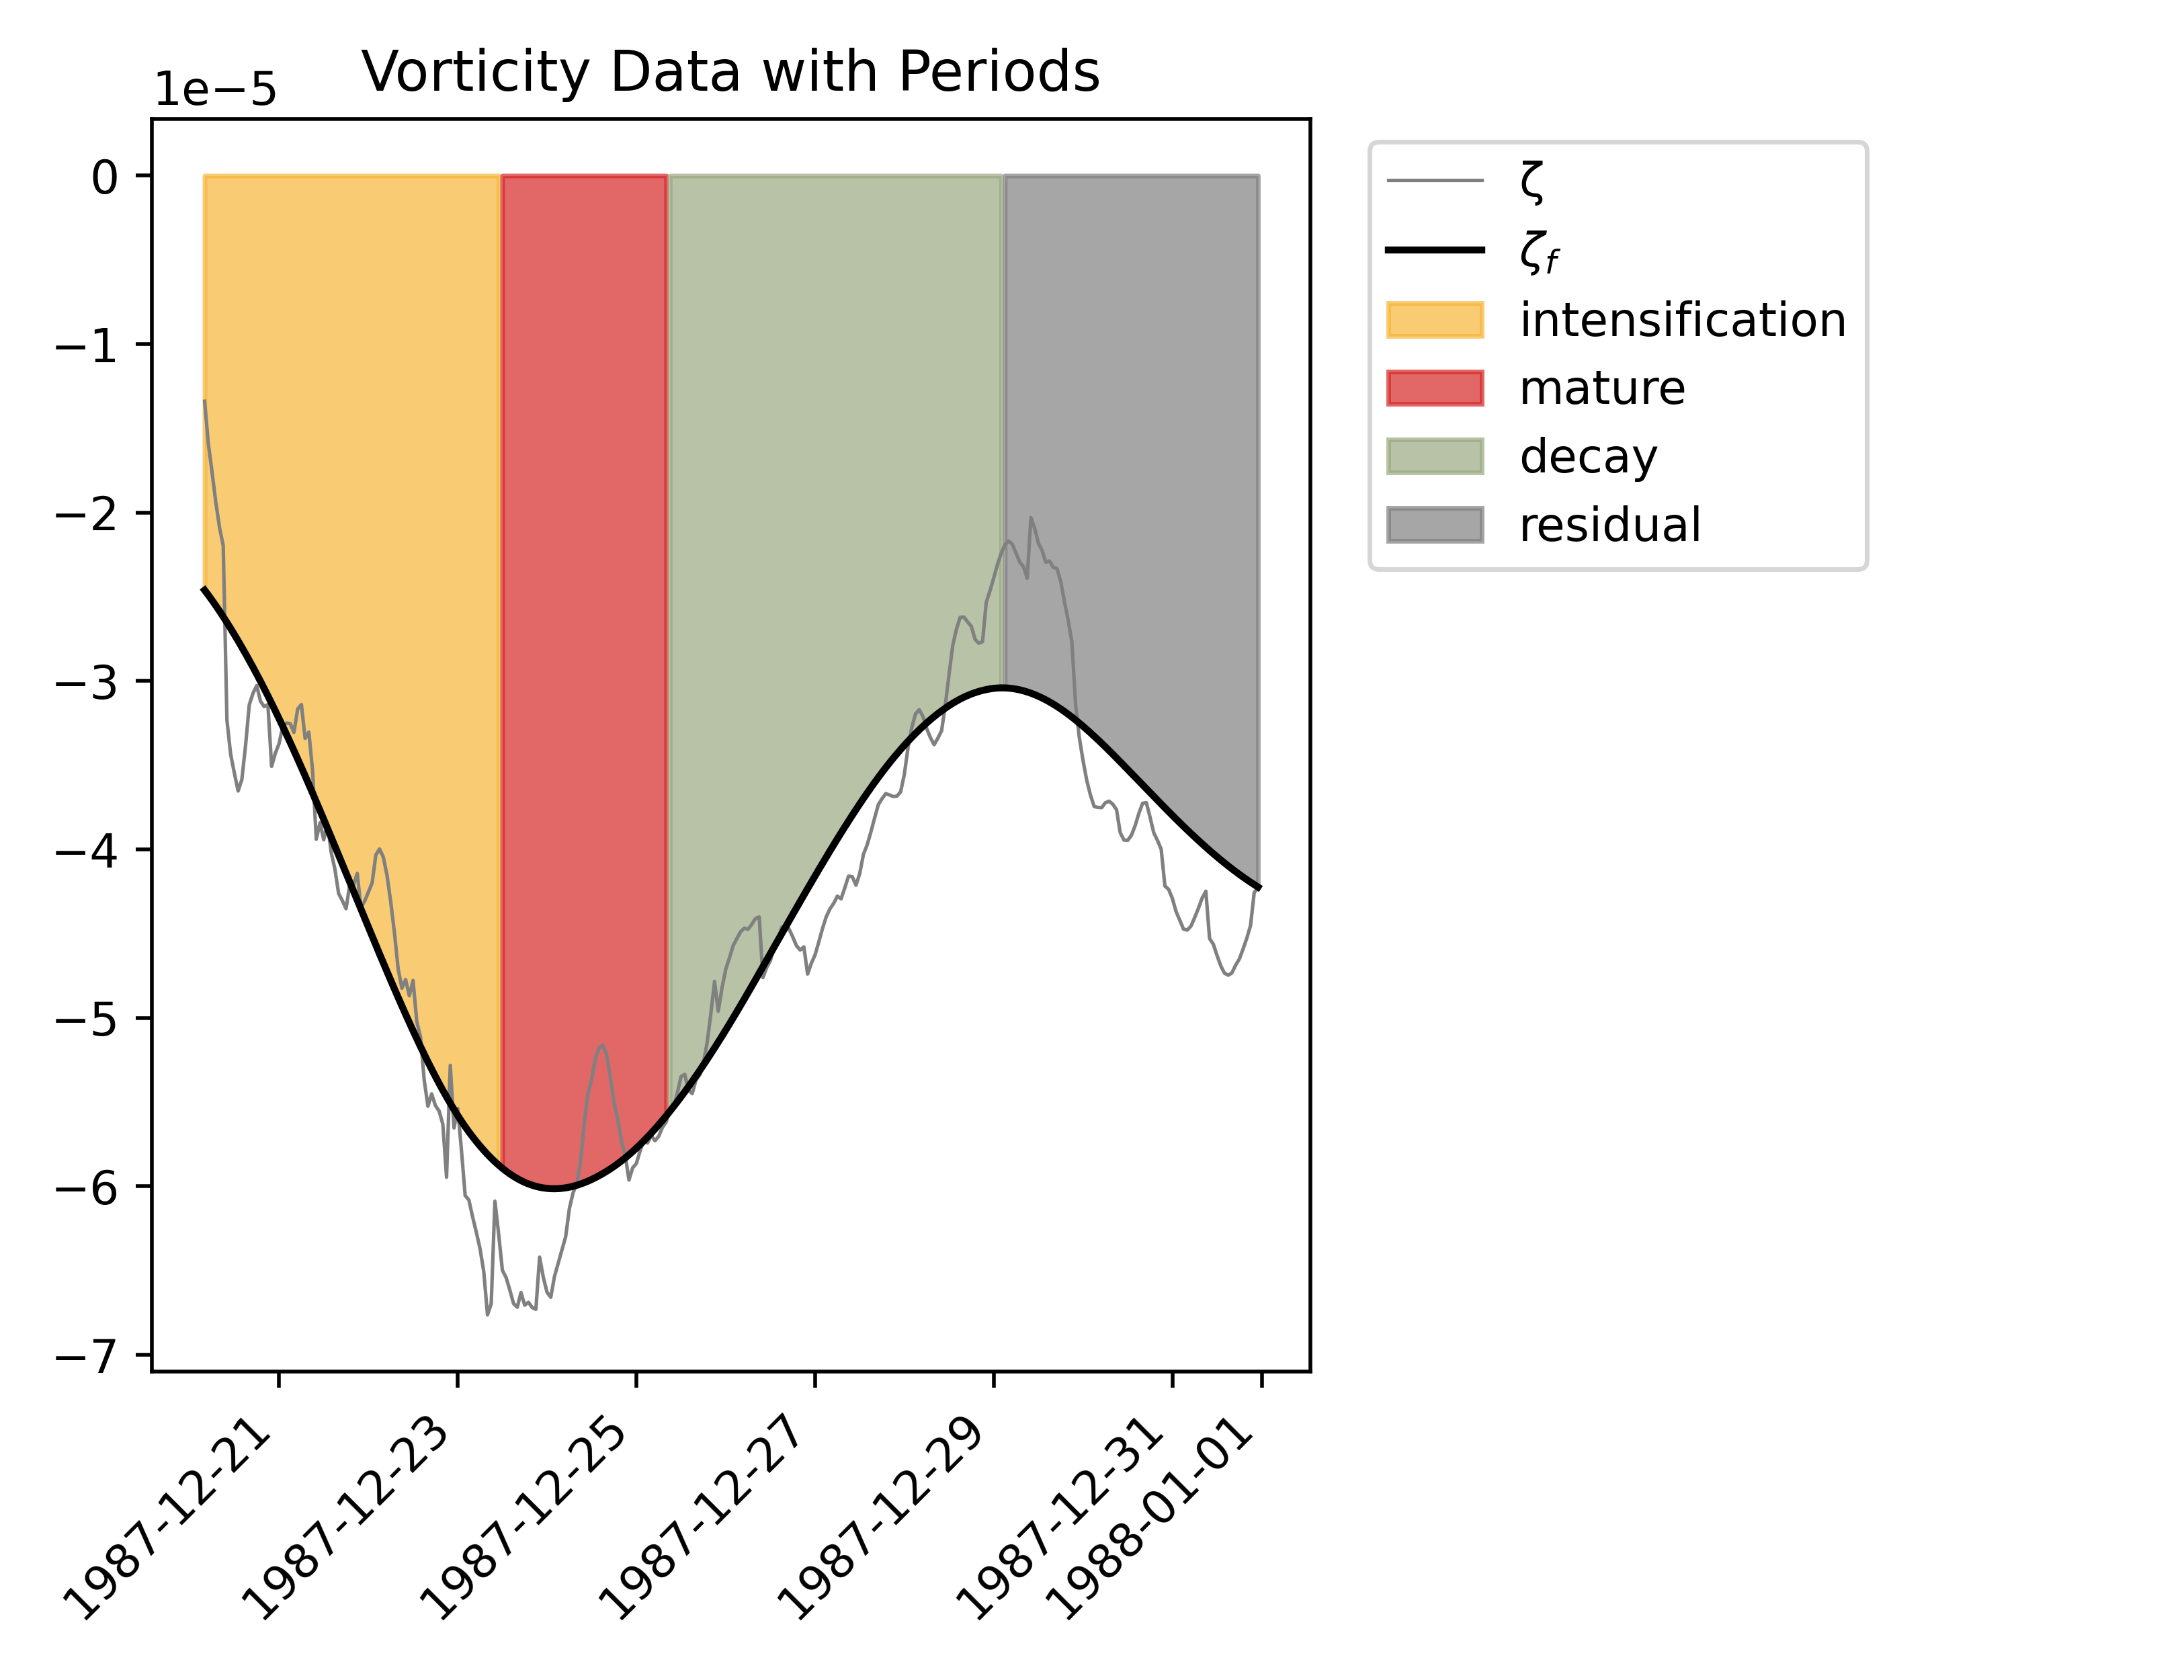 Vorticity Data with Periods
1e−5
0
−1
−2
−3
−4
−5
−6
−7
1987-12-21
1987-12-23
1987-12-25
1987-12-27
1987-12-29
1987-12-31
1988-01-01
ζ
ζf
intensification
mature
decay
residual